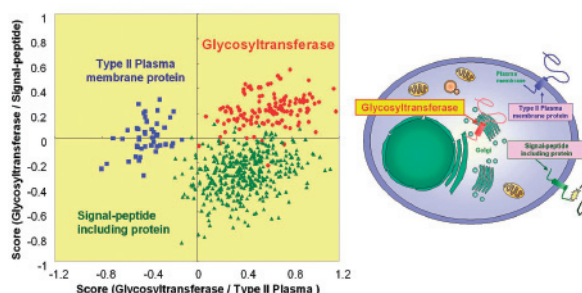 Score (Glycosyltransferase / Signal-peptide)
1
0.8
0.6
0.4
0.2
0
-0.2
-0.4
-0.6
-0.8
-1
Type II Plasma
membrane protein
Glycosyltransferase
Signal-peptide
including protein
-1.2
-0.8
-0.4
0
0.4
0.8
1.2
Score (Glycosyltransferase / Type II Plasma )
Plasma
membrane
Type II Plasma
membrane protein
Glycosyltransferase
Golgi
Signal-peptide
including protein